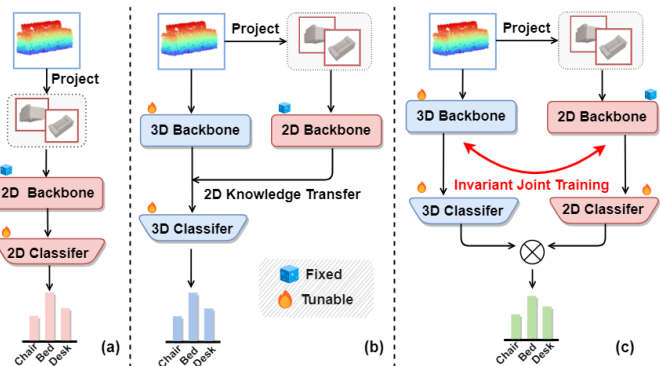 Project
2D Backbone
2D Classifer
Chair
Bed
Desk
(a)
Project
3D Backbone
2D Backbone
2D Knowledge Transfer
3D Classifer
Fixed
Tunable
Chair
Bed
Desk
(b)
Project
3D Backbone
2D Backbone
Invariant Joint Training
3D Classifer
2D Classifer
Chair
Bed
Desk
(c)